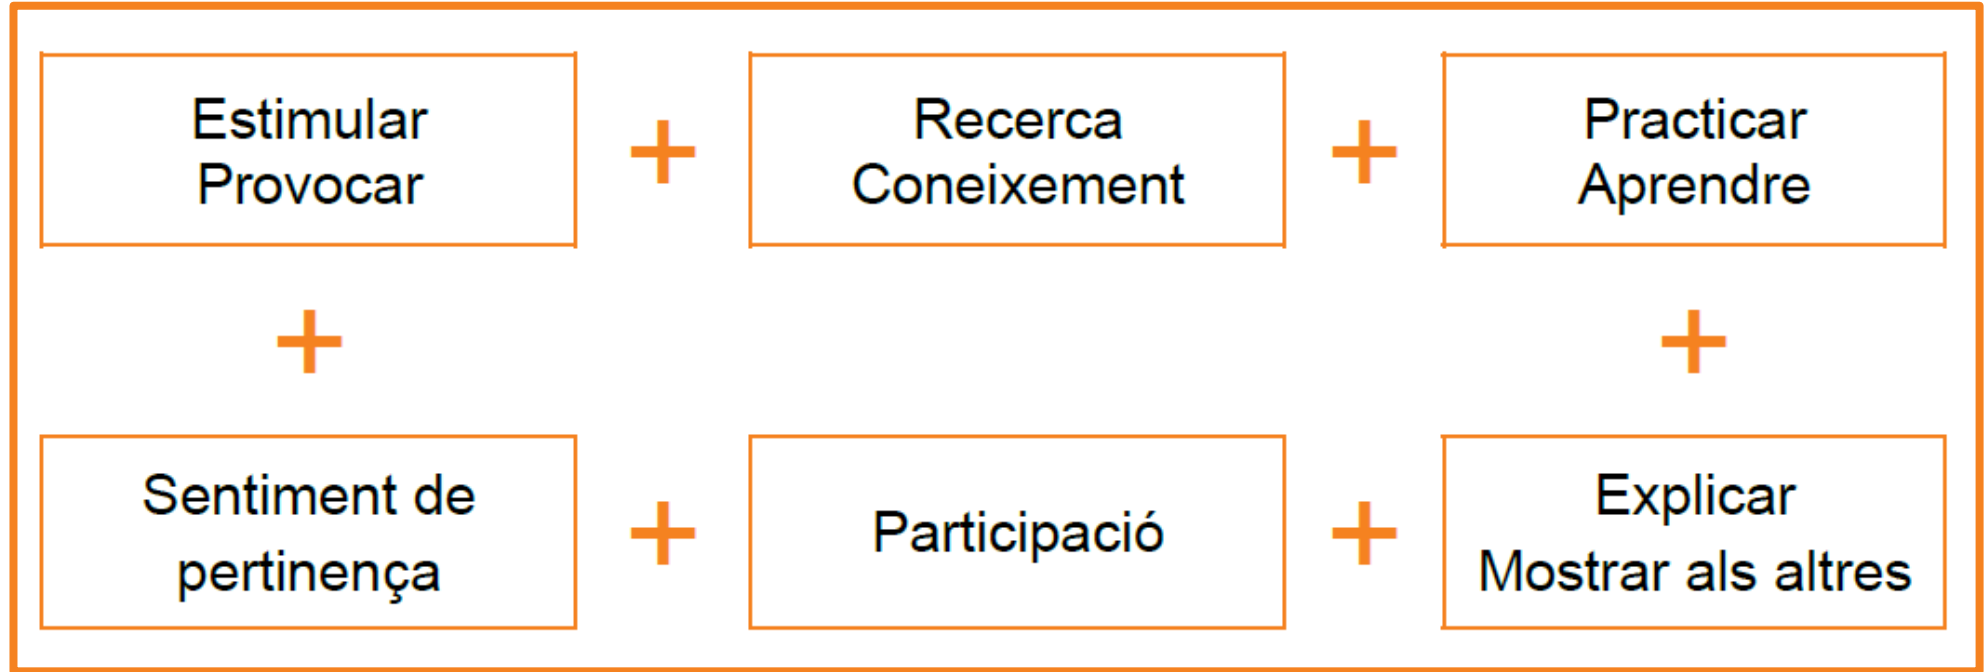 Estimular
Provocar
+
Recerca
Coneixement
+
Practicar
Aprendre
+
+
Sentiment de
pertinença
+
Participació
+
Explicar
Mostrar als altres